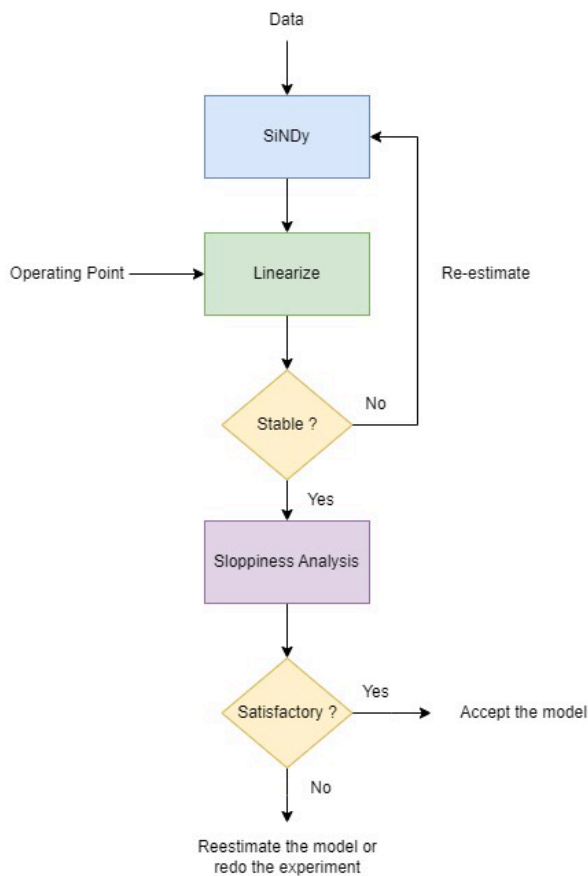 Data
SiNDy
Operating Point
Linearize
Re-estimate
Stable ?
No
Yes
Sloppiness Analysis
Satisfactory ?
Yes
Accept the model
No
Reestimate the model or
redo the experiment